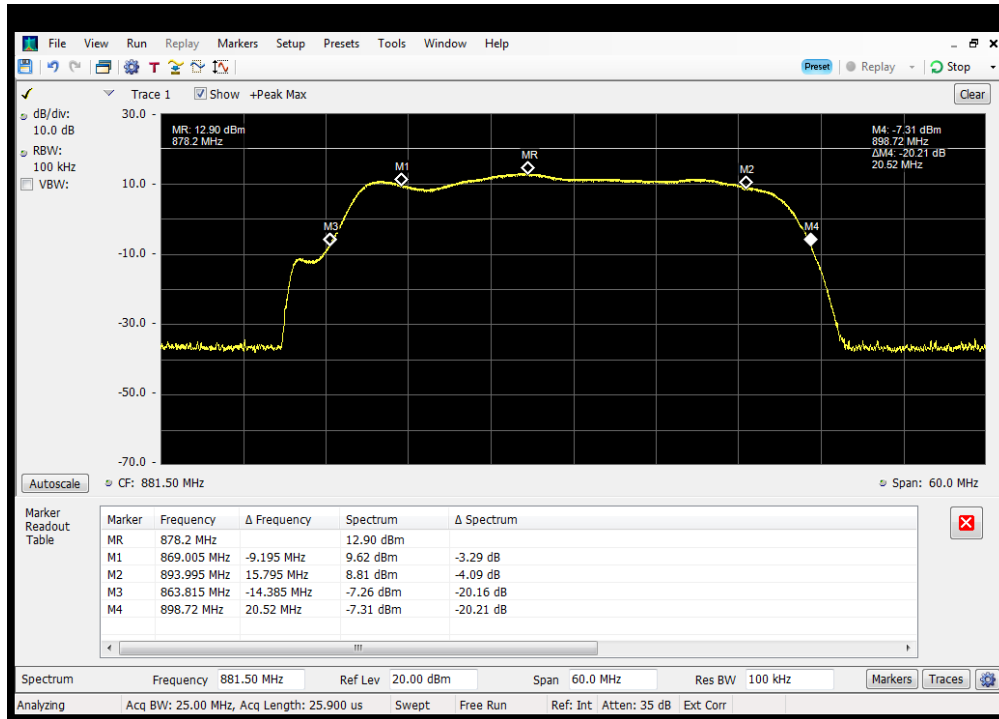 File View Run Replay Markers Setup Presets Tools Window Help
Preset Replay Stop
Trace 1 Show +Peak Max Clear
dB/div:
10.0 dB
RBW:
100 kHz
VBW:
30.0
10.0
-10.0
-30.0
-50.0
-70.0
MR: 12.90 dBm
878.2 MHz
M4: -7.31 dBm
898.72 MHz
ΔM4: -20.21 dB
20.52 MHz
M1
MR
M2
M3
M4
Autoscale CF: 881.50 MHz Span: 60.0 MHz
Marker
Readout
Table
Marker Frequency Δ Frequency Spectrum Δ Spectrum
MR 878.2 MHz 12.90 dBm
M1 869.005 MHz -9.195 MHz 9.62 dBm -3.29 dB
M2 893.995 MHz 15.795 MHz 8.81 dBm -4.09 dB
M3 863.815 MHz -14.385 MHz -7.26 dBm -20.16 dB
M4 898.72 MHz 20.52 MHz -7.31 dBm -20.21 dB
Spectrum Frequency 881.50 MHz Ref Lev 20.00 dBm Span 60.0 MHz Res BW 100 kHz Markers Traces
Analyzing Acq BW: 25.00 MHz, Acq Length: 25.900 us Swept Free Run Ref: Int Atten: 35 dB Ext Corr